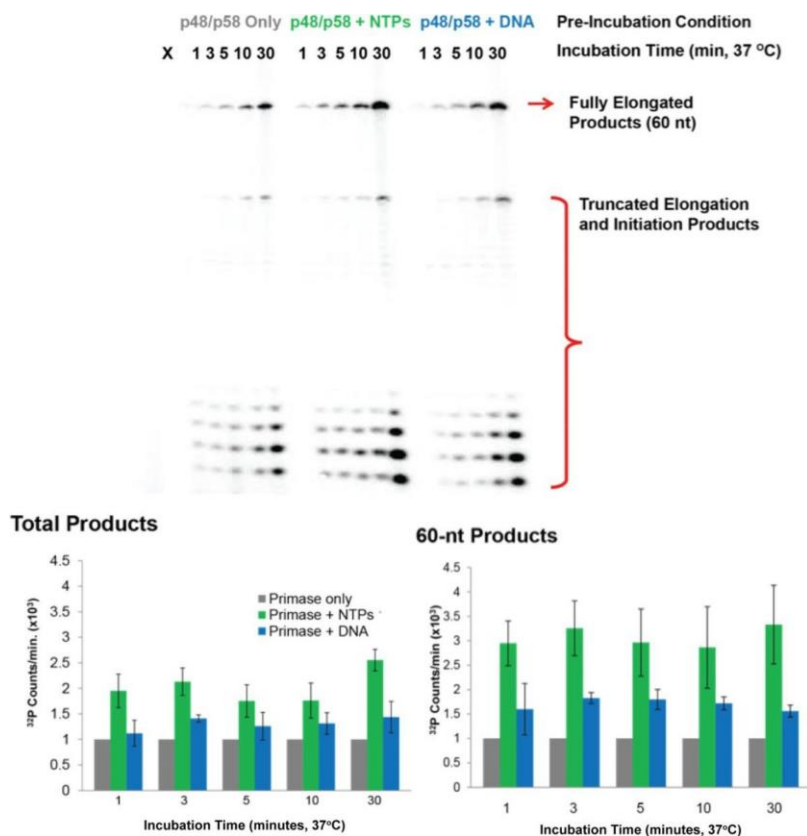 p48/p58 Only p48/p58 + NTPs p48/p58 + DNA Pre-Incubation Condition
X 1 3 5 10 30 1 3 5 10 30 1 3 5 10 30 Incubation Time (min, 37 °C)
Fully Elongated
Products (60 nt)
Truncated Elongation
and Initiation Products
Total Products
4.5
4
3.5
3
2.5
2
1.5
1
0.5
0
³³P Counts/min. (x10³)
Primase only
Primase + NTPs
Primase + DNA
1 3 5 10 30
Incubation Time (minutes, 37°C)
60-nt Products
4.5
4
3.5
3
2.5
2
1.5
1
0.5
0
³³P Counts/min (x10³)
1 3 5 10 30
Incubation Time (minutes, 37°C)